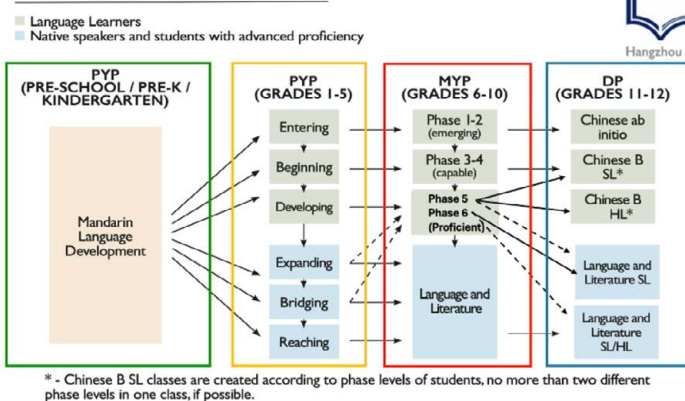 Language Learners
Native speakers and students with advanced proficiency
Hangzhou
PYP
(PRE-SCHOOL / PRE-K /
KINDERGARTEN)
Mandarin
Language
Development
PYP
(GRADES 1-5)
Entering
Beginning
Developing
Expanding
Bridging
Reaching
MYP
(GRADES 6-10)
Phase 1-2
(emerging)
Phase 3-4
(capable)
Phase 5
Phase 6
(Proficient)
Language and
Literature
DP
(GRADES 11-12)
Chinese ab
initio
Chinese B
SL*
Chinese B
HL*
Language and
Literature SL
Language and
Literature
SL/HL
* - Chinese B SL classes are created according to phase levels of students, no more than two different
phase levels in one class, if possible.